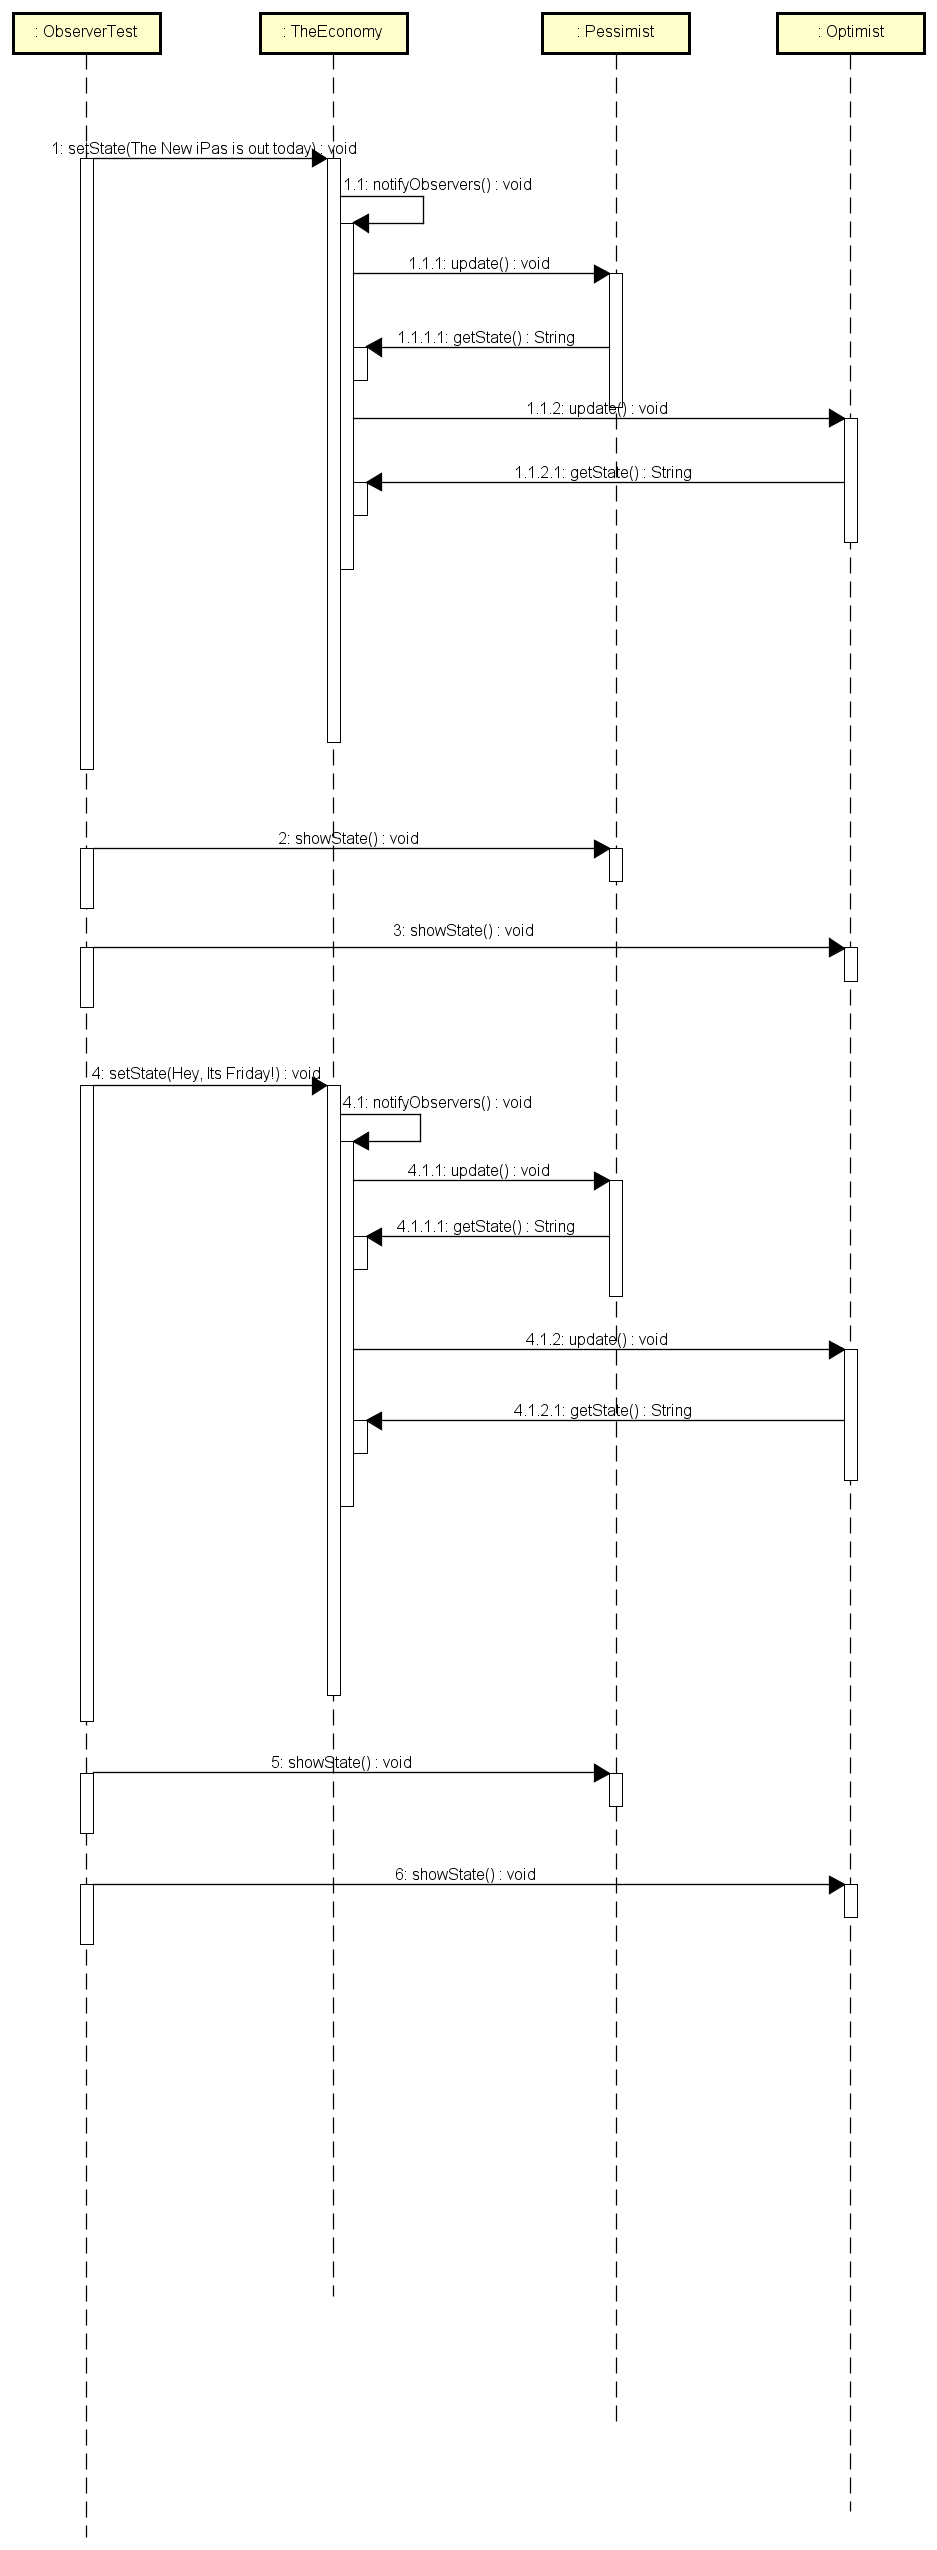 : ObserverTest
: TheEconomy
: Pessimist
: Optimist
1: setState(The New iPas is out today) : void
1.1: notifyObservers() : void
1.1.1: update() : void
1.1.1.1: getState() : String
1.1.2: update() : void
1.1.2.1: getState() : String
2: showState() : void
3: showState() : void
4: setState(Hey, Its Friday!) : void
4.1: notifyObservers() : void
4.1.1: update() : void
4.1.1.1: getState() : String
4.1.2: update() : void
4.1.2.1: getState() : String
5: showState() : void
6: showState() : void